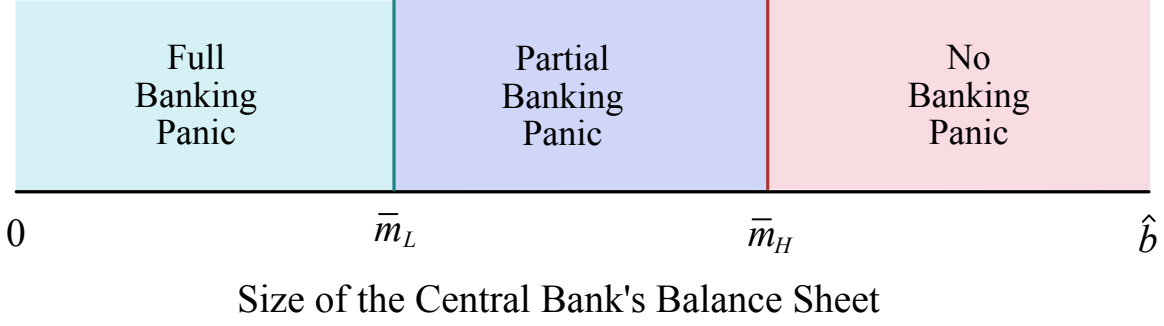 Full
Banking
Panic
Partial
Banking
Panic
No
Banking
Panic
0
m̅_L
m̅_H
b̂
Size of the Central Bank's Balance Sheet